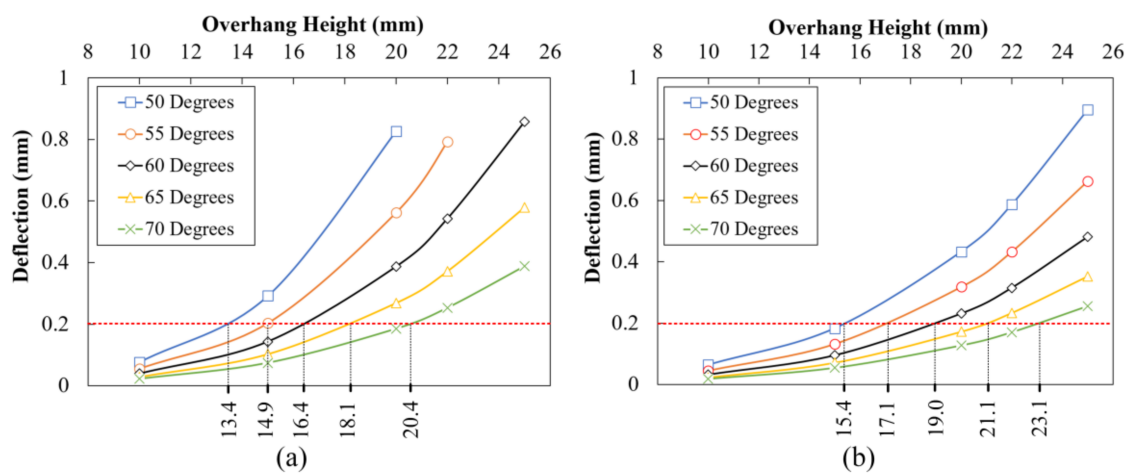 Overhang Height (mm)
8 10 12 14 16 18 20 22 24 26
1
0.8
0.6
0.4
0.2
0
Deflection (mm)
50 Degrees
55 Degrees
60 Degrees
65 Degrees
70 Degrees
13.4
14.9
16.4
18.1
20.4
(a)
Overhang Height (mm)
8 10 12 14 16 18 20 22 24 26
1
0.8
0.6
0.4
0.2
0
Deflection (mm)
50 Degrees
55 Degrees
60 Degrees
65 Degrees
70 Degrees
15.4
17.1
19.0
21.1
23.1
(b)